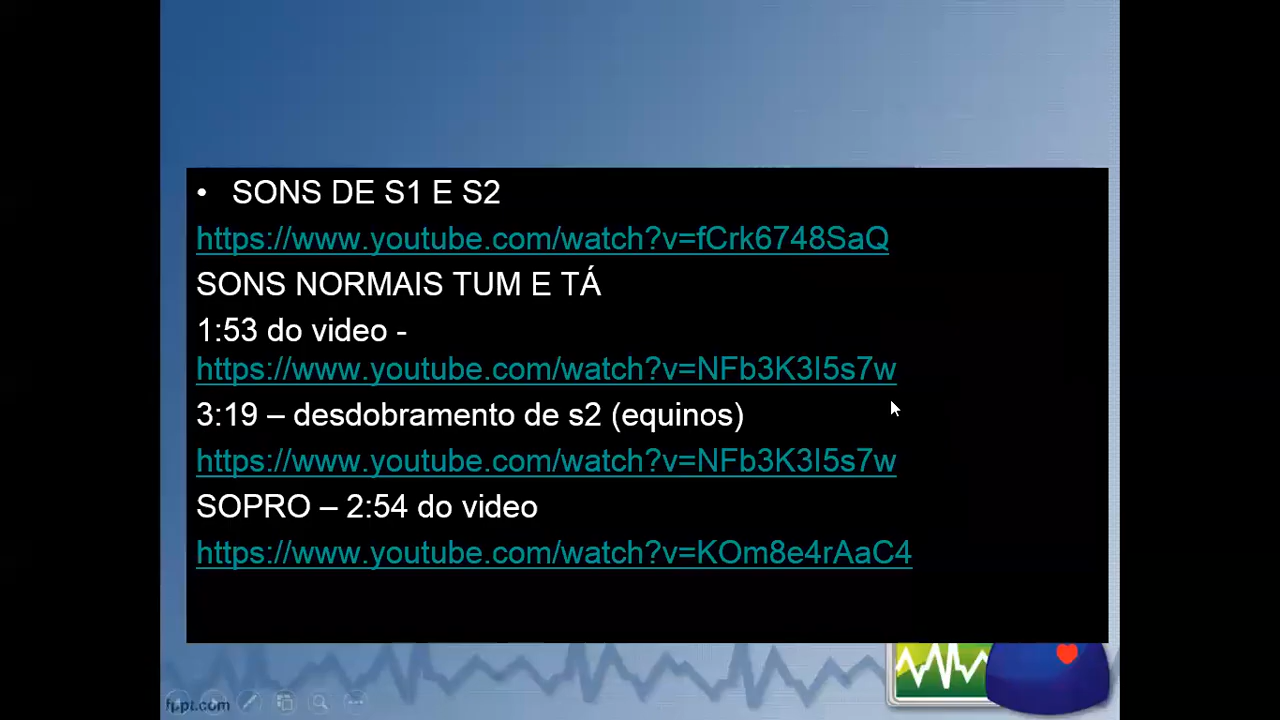 • SONS DE S1 E S2
https://www.youtube.com/watch?v=fCrk6748SaQ
SONS NORMAIS TUM E TÁ
1:53 do video -
https://www.youtube.com/watch?v=NFb3K3I5s7w
3:19 – desdobramento de s2 (equinos)
https://www.youtube.com/watch?v=NFb3K3I5s7w
SOPRO – 2:54 do video
https://www.youtube.com/watch?v=KOm8e4rAaC4
fppt.com